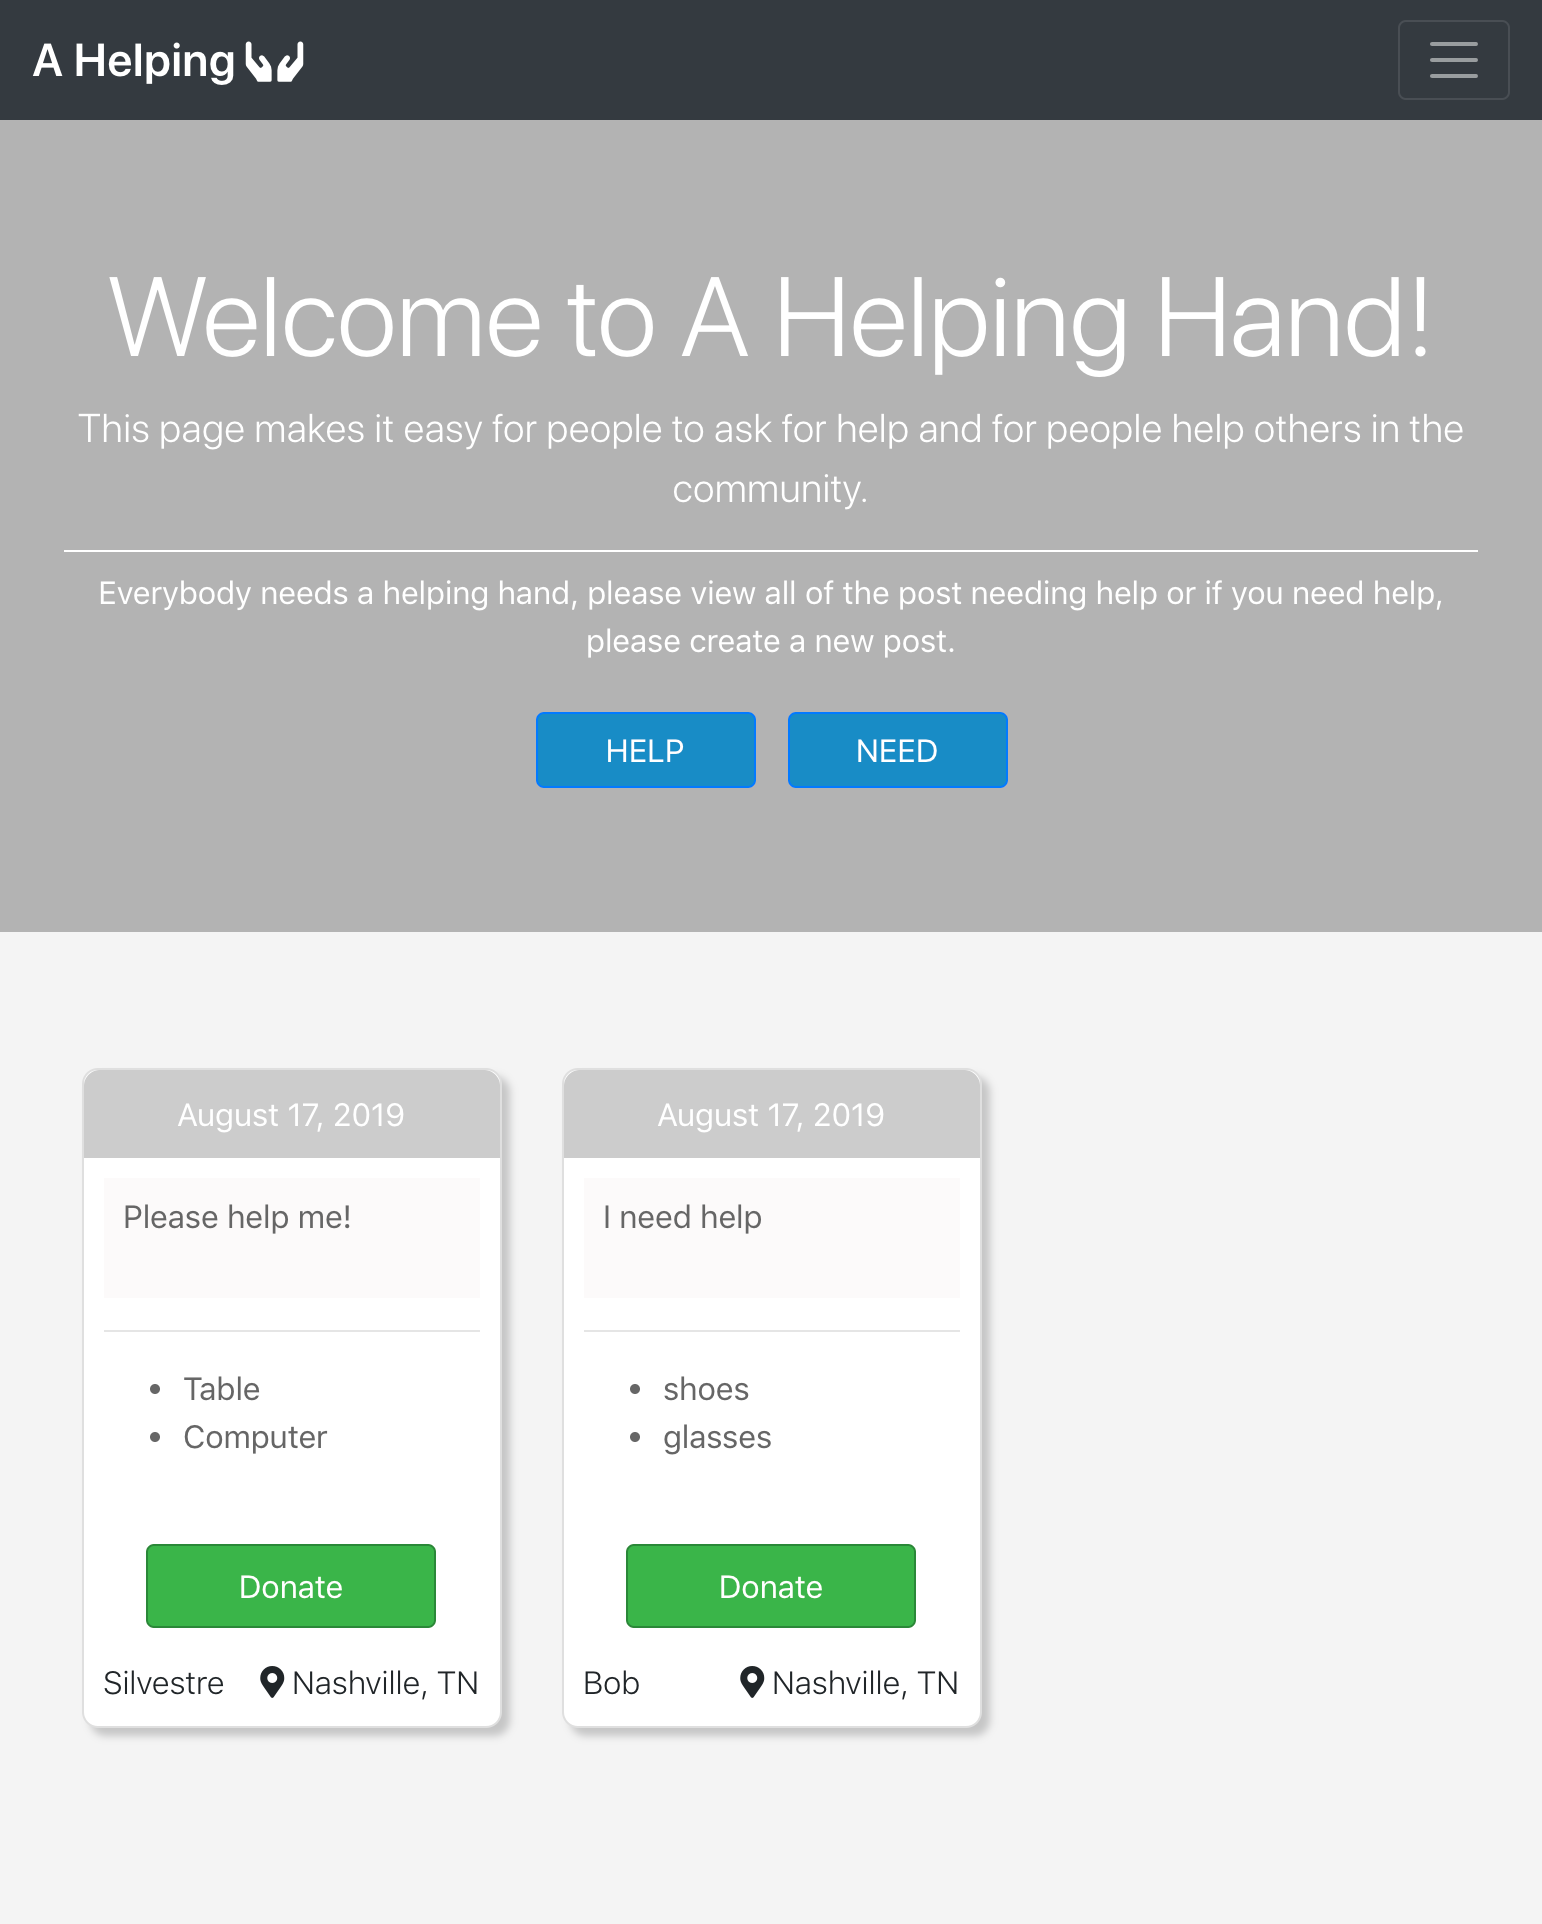 A Helping
Welcome to A Helping Hand!
This page makes it easy for people to ask for help and for people help others in the
community.
Everybody needs a helping hand, please view all of the post needing help or if you need help,
please create a new post.
HELP
NEED
August 17, 2019
Please help me!
• Table
• Computer
Donate
Silvestre Nashville, TN
August 17, 2019
I need help
• shoes
• glasses
Donate
Bob Nashville, TN